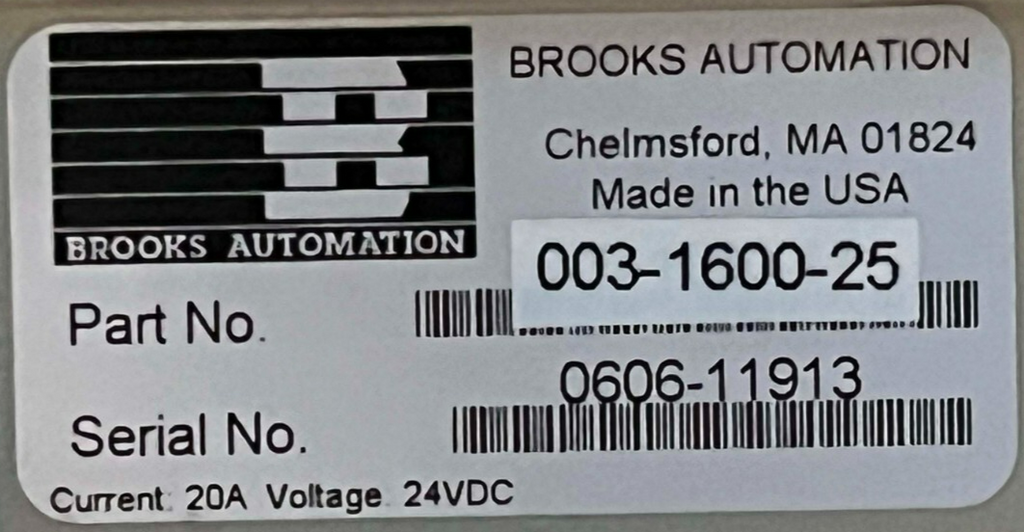 BROOKS AUTOMATION
BROOKS AUTOMATION
Chelmsford, MA 01824
Made in the USA
003-1600-25
Part No.
0606-11913
Serial No.
Current: 20A Voltage 24VDC